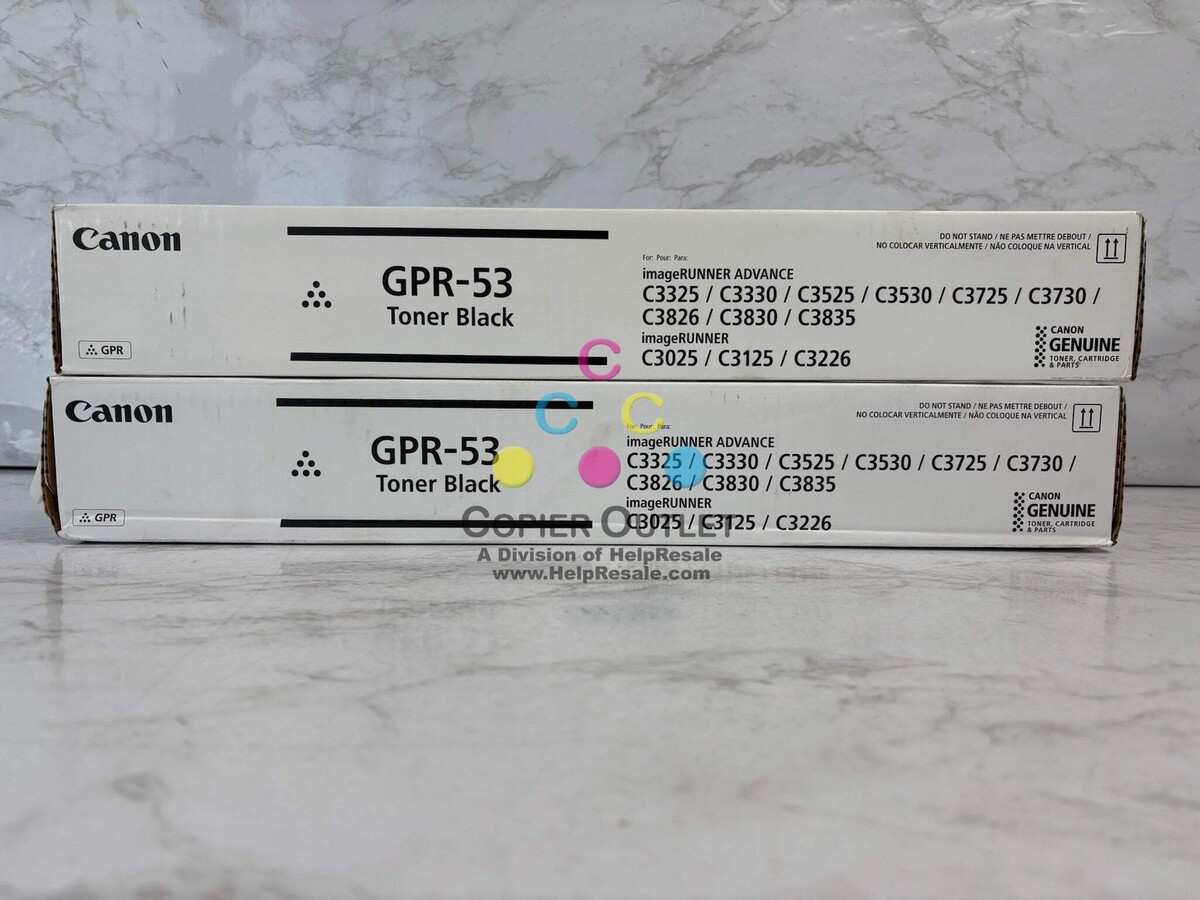 Canon
GPR
GPR-53
Toner Black
DO NOT STAND / NE PAS METTRE DEBOUT /
NO COLOCAR VERTICALMENTE / NÃO COLOQUE NA VERTICAL
For: Pour: Para:
imageRUNNER ADVANCE
C3325 / C3330 / C3525 / C3530 / C3725 / C3730 /
C3826 / C3830 / C3835
imageRUNNER
C3025 / C3125 / C3226
CANON
GENUINE
TONER, CARTRIDGE
& PARTS
Canon
GPR
GPR-53
Toner Black
DO NOT STAND / NE PAS METTRE DEBOUT /
NO COLOCAR VERTICALMENTE / NÃO COLOQUE NA VERTICAL
For: Pour: Para:
imageRUNNER ADVANCE
C3325 / C3330 / C3525 / C3530 / C3725 / C3730 /
C3826 / C3830 / C3835
imageRUNNER
C3025 / C3125 / C3226
CANON
GENUINE
TONER, CARTRIDGE
& PARTS
C
C C
COPIER OUTLET
A Division of HelpResale
www.HelpResale.com